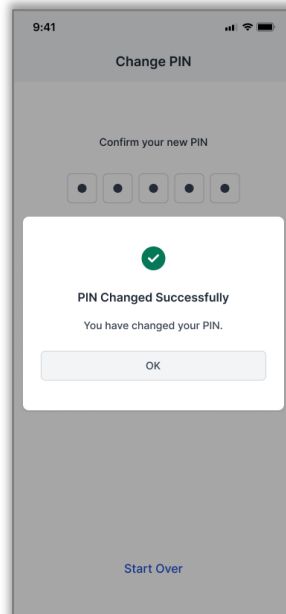 9:41
Change PIN
Confirm your new PIN
PIN Changed Successfully
You have changed your PIN.
OK
Start Over